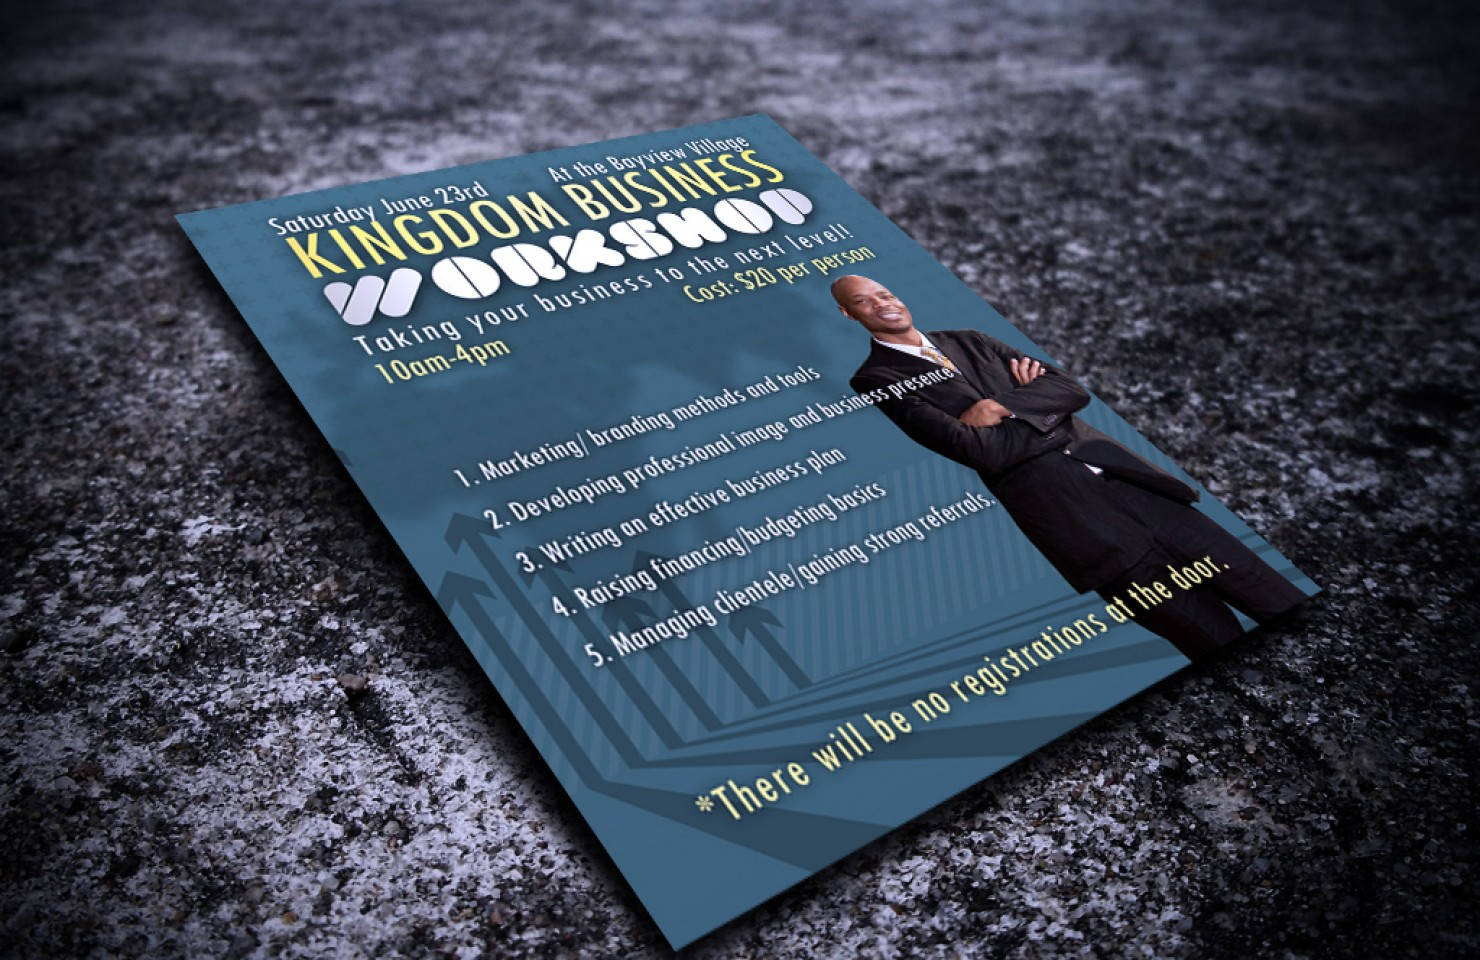 Saturday June 23rd
At the Bayview Village
KINGDOM BUSINESS
WORKSHOP
Taking your business to the next level!
10am-4pm
Cost: $20 per person
1. Marketing/ branding methods and tools
2. Developing professional image and business presence
3. Writing an effective business plan
4. Raising financing/budgeting basics
5. Managing clientele/gaining strong referrals.
*There will be no registrations at the door.